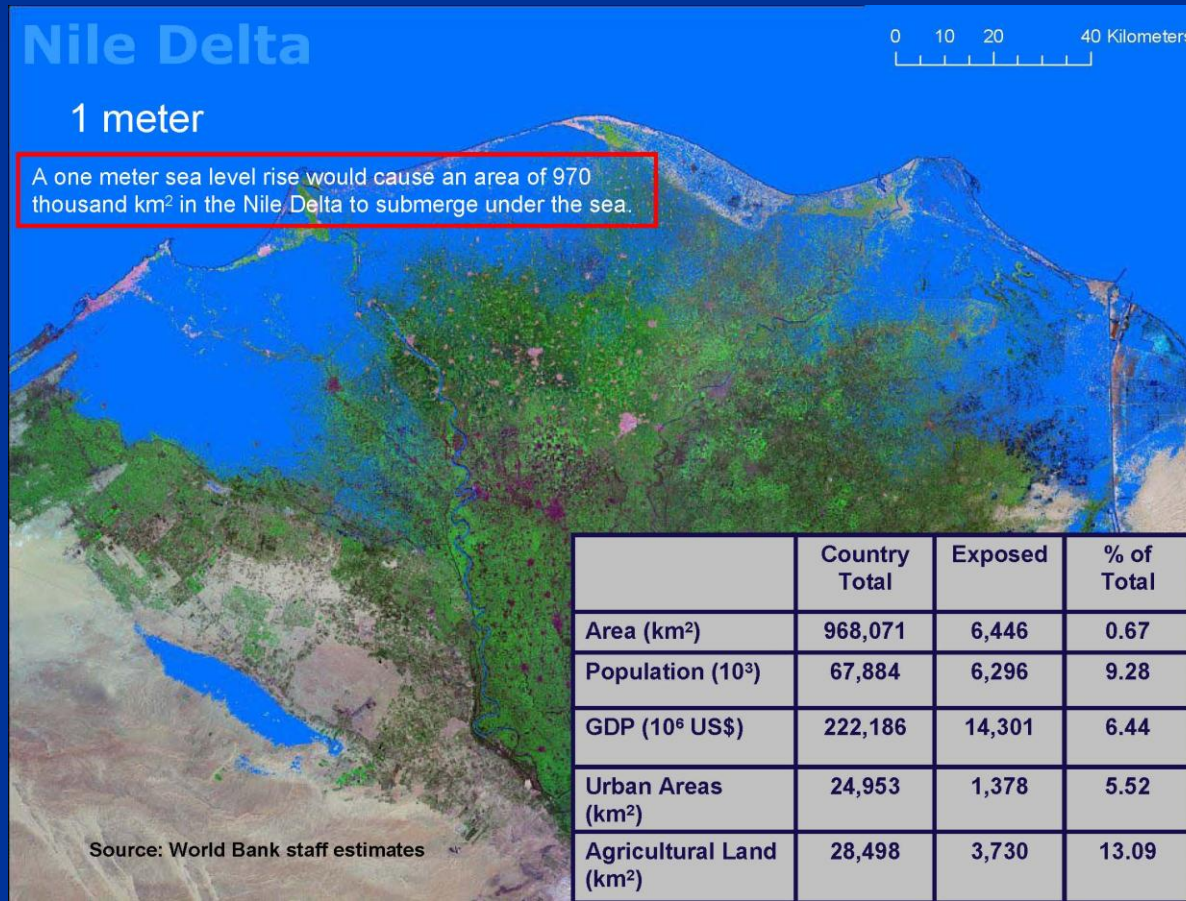 Nile Delta
0 10 20 40 Kilometers
1 meter
A one meter sea level rise would cause an area of 970
thousand km² in the Nile Delta to submerge under the sea.
Country Total Exposed % of Total
Area (km²) 968,071 6,446 0.67
Population (10³) 67,884 6,296 9.28
GDP (10⁶ US$) 222,186 14,301 6.44
Urban Areas (km²) 24,953 1,378 5.52
Agricultural Land (km²) 28,498 3,730 13.09
Source: World Bank staff estimates